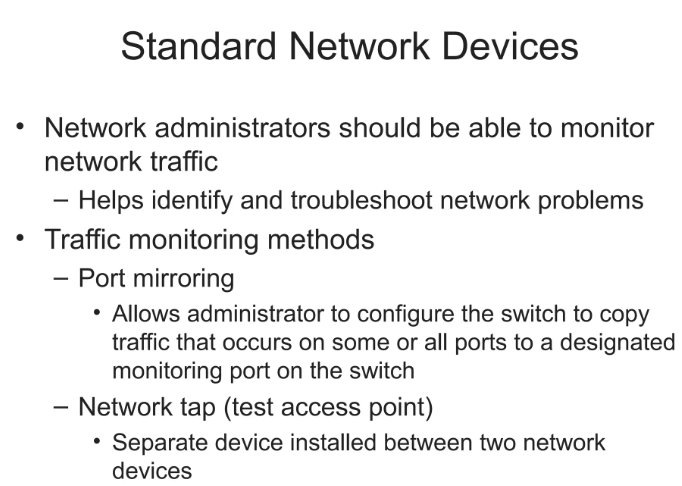 Standard Network Devices
• Network administrators should be able to monitor
network traffic
– Helps identify and troubleshoot network problems
• Traffic monitoring methods
– Port mirroring
• Allows administrator to configure the switch to copy
traffic that occurs on some or all ports to a designated
monitoring port on the switch
– Network tap (test access point)
• Separate device installed between two network
devices